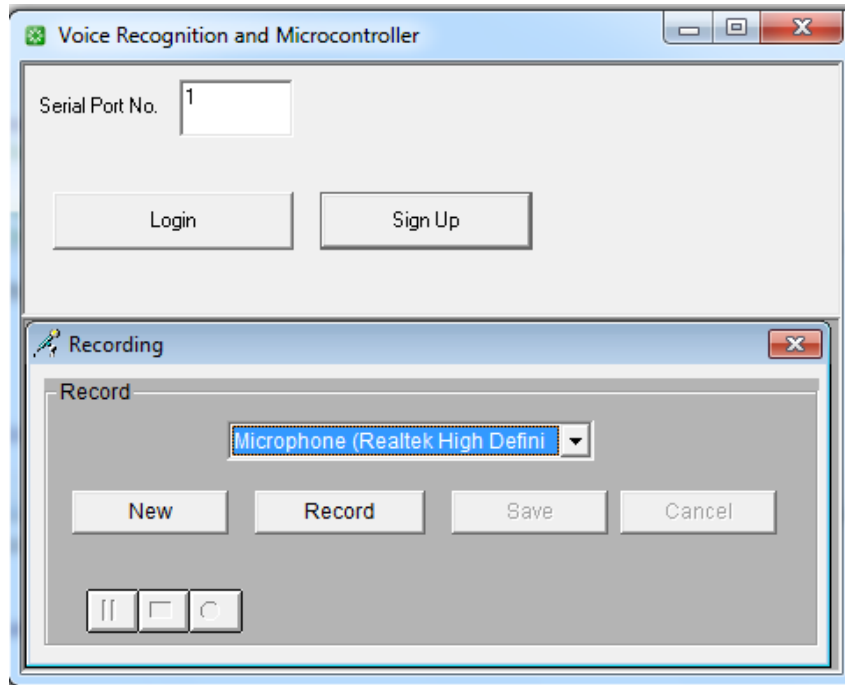 Voice Recognition and Microcontroller
Serial Port No. 1
Login Sign Up
Recording
Record
Microphone (Realtek High Defini
New Record Save Cancel